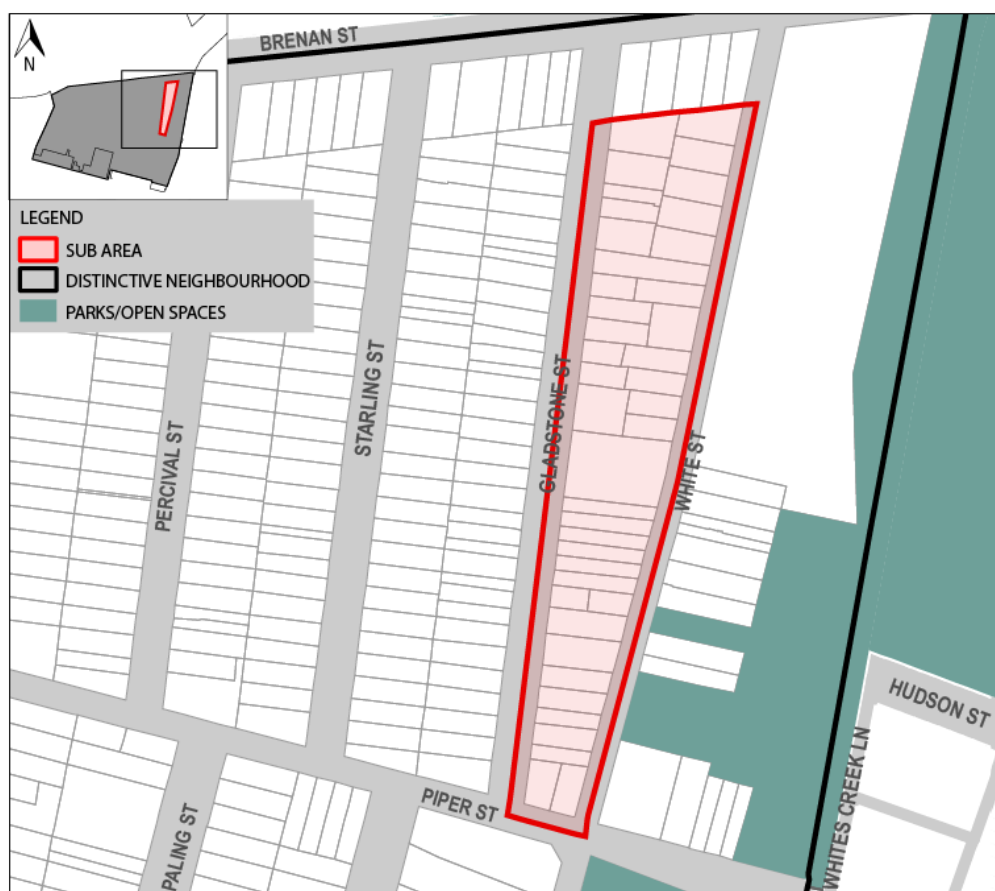 BRENAN ST
N
LEGEND
SUB AREA
DISTINCTIVE NEIGHBOURHOOD
PARKS/OPEN SPACES
PERCIVAL ST
STARLING ST
GLADSTONE ST
WHITE ST
HUDSON ST
PIPER ST
PALING ST
WHITES CREEK LN